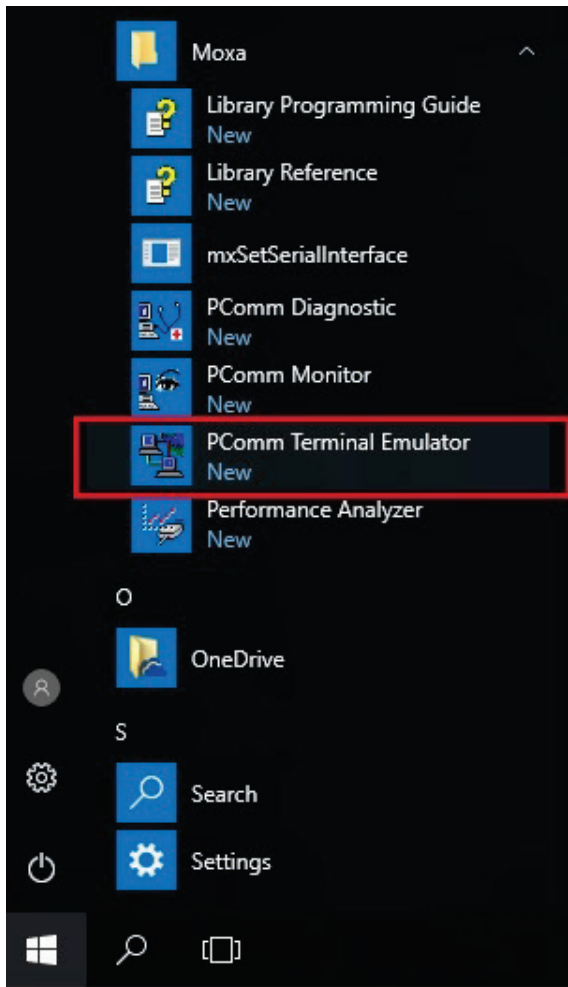 Moxa
Library Programming Guide
New
Library Reference
New
mxSetSerialInterface
PComm Diagnostic
New
PComm Monitor
New
PComm Terminal Emulator
New
Performance Analyzer
New
O
OneDrive
S
Search
Settings